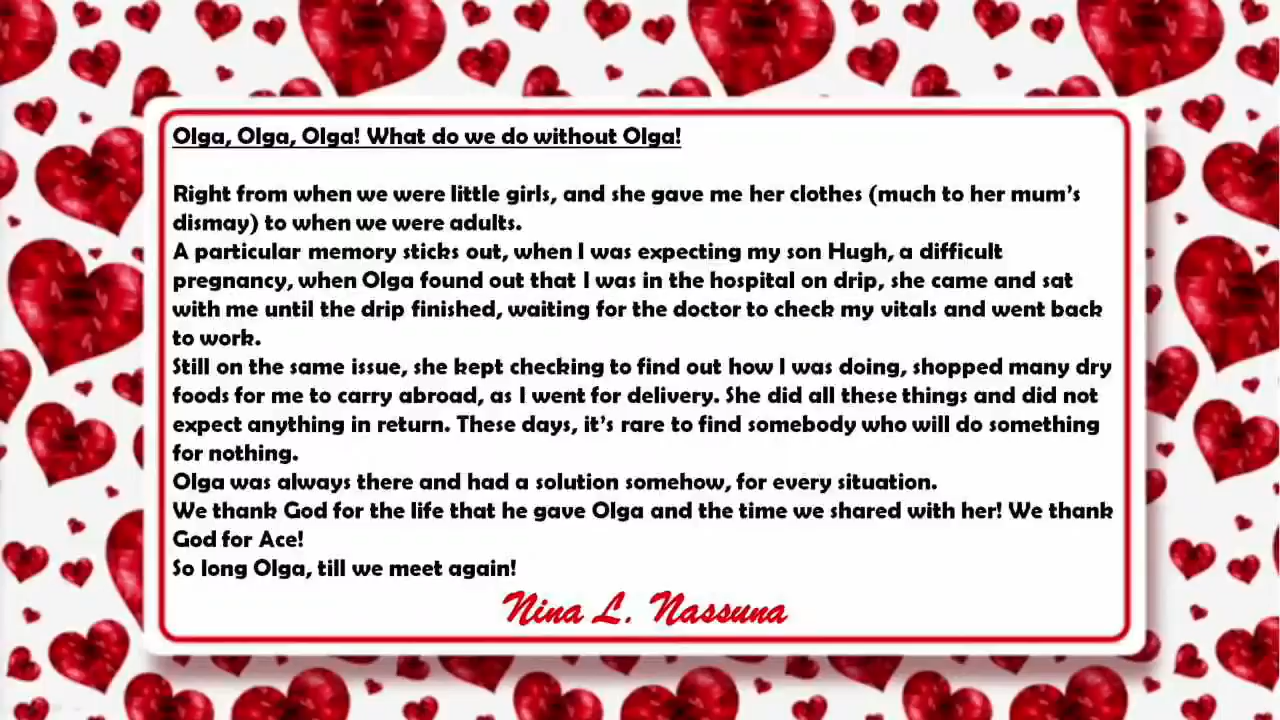 Olga, Olga, Olga! What do we do without Olga!
Right from when we were little girls, and she gave me her clothes (much to her mum's
dismay) to when we were adults.
A particular memory sticks out, when I was expecting my son Hugh, a difficult
pregnancy, when Olga found out that I was in the hospital on drip, she came and sat
with me until the drip finished, waiting for the doctor to check my vitals and went back
to work.
Still on the same issue, she kept checking to find out how I was doing, shopped many dry
foods for me to carry abroad, as I went for delivery. She did all these things and did not
expect anything in return. These days, it's rare to find somebody who will do something
for nothing.
Olga was always there and had a solution somehow, for every situation.
We thank God for the life that he gave Olga and the time we shared with her! We thank
God for Ace!
So long Olga, till we meet again!
Nina L. Nassuna